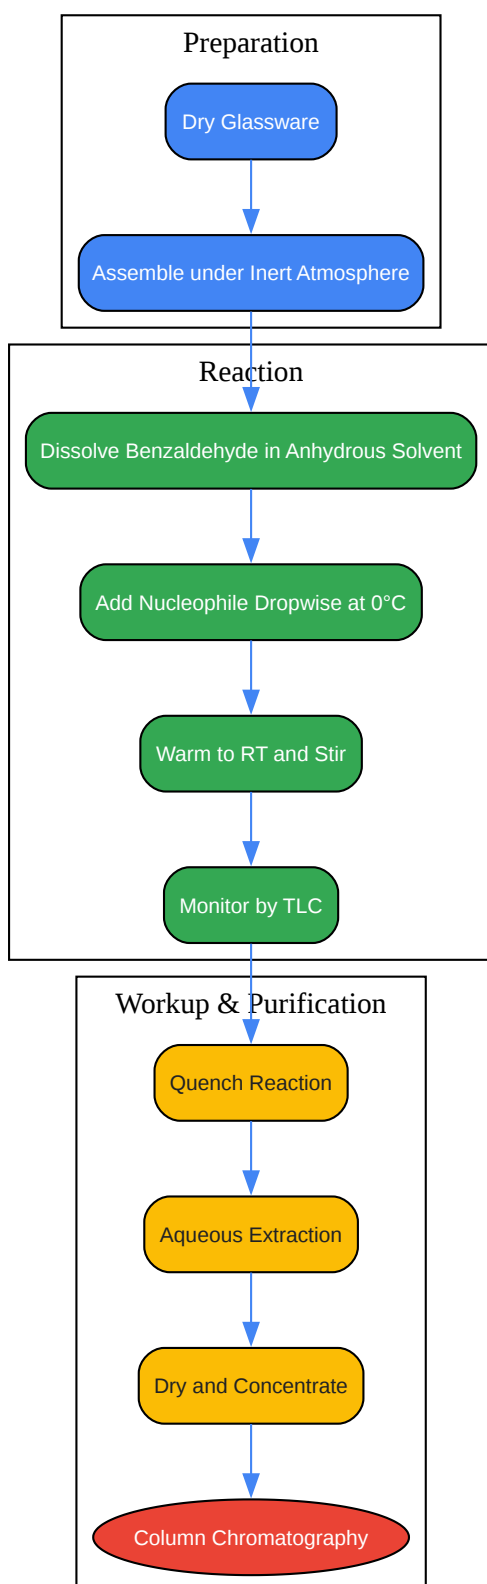 Preparation
Dry Glassware
Assemble under Inert Atmosphere
Reaction
Dissolve Benzaldehyde in Anhydrous Solvent
Add Nucleophile Dropwise at 0°C
Warm to RT and Stir
Monitor by TLC
Workup & Purification
Quench Reaction
Aqueous Extraction
Dry and Concentrate
Column Chromatography